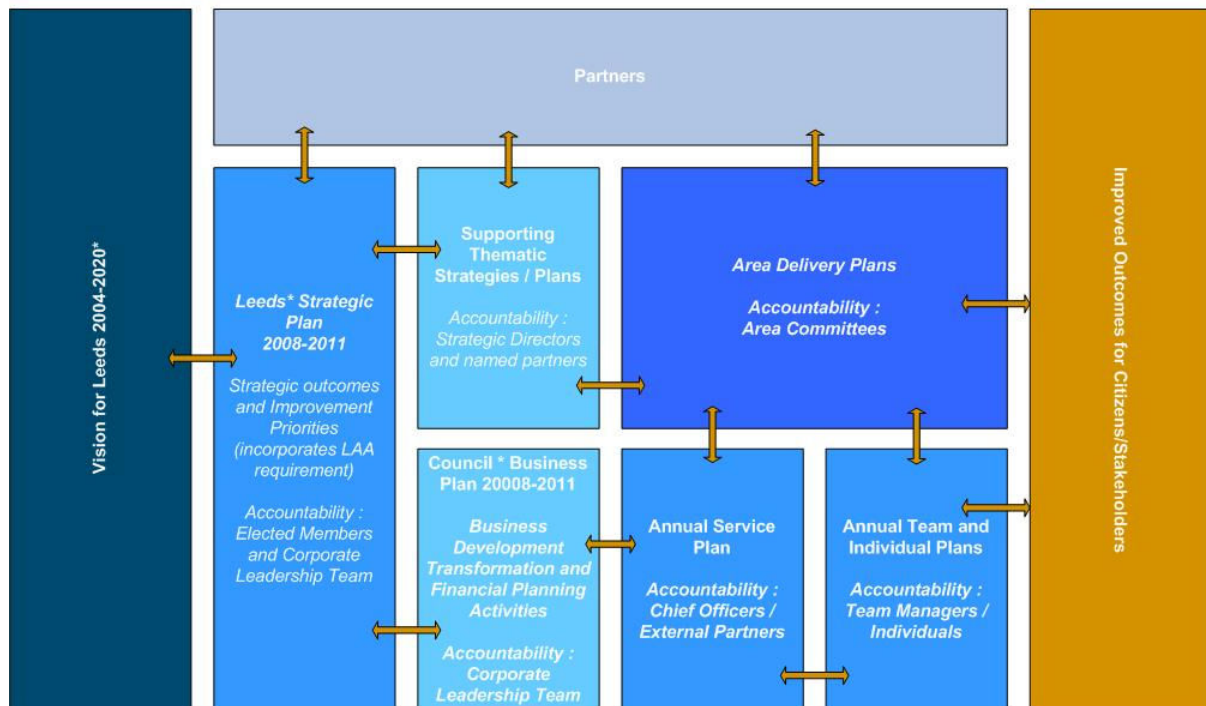 Vision for Leeds 2004-2020*
Partners
Leeds* Strategic
Plan
2008-2011
Strategic outcomes
and Improvement
Priorities
(incorporates LAA
requirement)
Accountability :
Elected Members
and Corporate
Leadership Team
Supporting
Thematic
Strategies / Plans
Accountability :
Strategic Directors
and named partners
Area Delivery Plans
Accountability :
Area Committees
Council * Business
Plan 20008-2011
Business
Development
Transformation and
Financial Planning
Activities
Accountability :
Corporate
Leadership Team
Annual Service
Plan
Accountability :
Chief Officers /
External Partners
Annual Team and
Individual Plans
Accountability :
Team Managers /
Individuals
Improved Outcomes for Citizens/Stakeholders